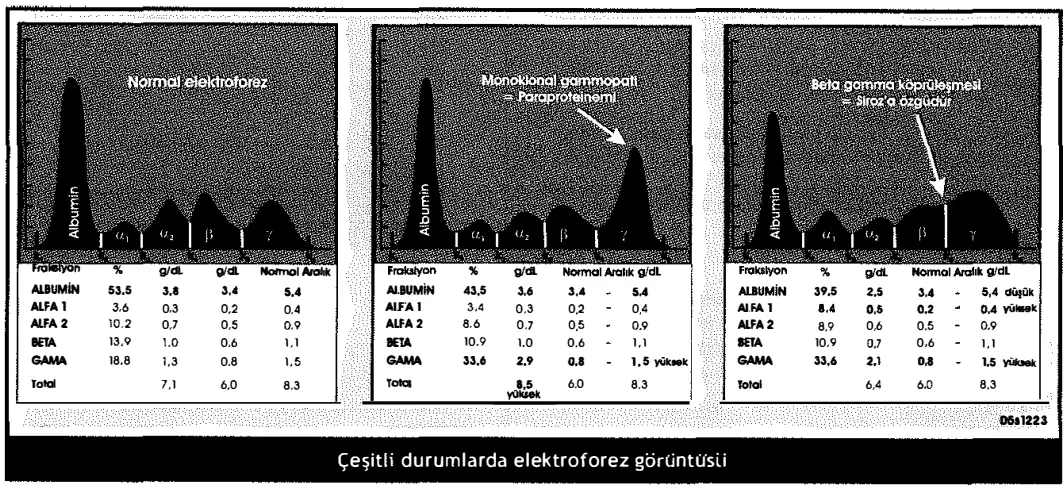 Normal elektroforez
Albumin
α₁ α₂ β γ
Fraksiyon % g/dL g/dL Normal Aralık
ALBUMİN 53.5 3.8 3.4 5.4
ALFA 1 3.6 0.3 0,2 0.4
ALFA 2 10.2 0,7 0,5 0.9
BETA 13,9 1.0 0.6 1,1
GAMA 18.8 1,3 0.8 1,5
Total 7,1 6,0 8.3
Monoklonal gammopati
= Paraproteinemi
Albumin
α₁ α₂ β γ
Fraksiyon % g/dL Normal Aralık g/dL
ALBUMİN 43,5 3.6 3,4 - 5.4
ALFA 1 3.4 0,3 0,2 - 0,4
ALFA 2 8.6 0.7 0,5 - 0.9
BETA 10.9 1.0 0.6 - 1,1
GAMA 33,6 2.9 0.8 - 1,5 yüksek
Total 8,5 6,0 8.3
yüksek
Beta gamma köprüleşmesi
= Siroz'a özgüdür
Albumin
α₁ α₂ β γ
Fraksiyon % g/dL Normal Aralık g/dL
ALBUMİN 39.5 2,5 3.4 - 5,4 düşük
ALFA 1 8.4 0,5 0.2 - 0.4 yüksek
ALFA 2 8,9 0,6 0.5 - 0.9
BETA 10.9 0,7 0,6 - 1,1
GAMA 33,6 2.1 0,8 - 1.5 yüksek
Total 6,4 6.0 8.3
D5s1223
Çeşitli durumlarda elektroforez görüntüsü